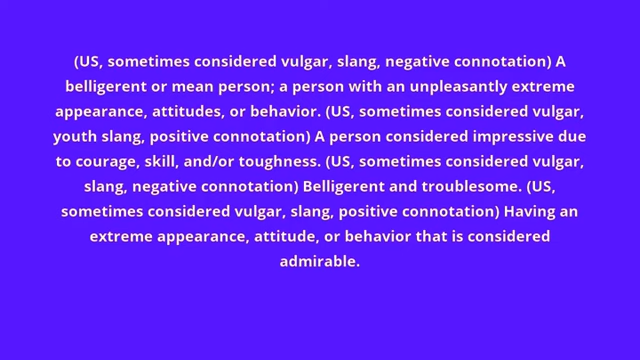 (US, sometimes considered vulgar, slang, negative connotation) A
belligerent or mean person; a person with an unpleasantly extreme
appearance, attitudes, or behavior. (US, sometimes considered vulgar,
youth slang, positive connotation) A person considered impressive due
to courage, skill, and/or toughness. (US, sometimes considered vulgar,
slang, negative connotation) Belligerent and troublesome. (US,
sometimes considered vulgar, slang, positive connotation) Having an
extreme appearance, attitude, or behavior that is considered
admirable.